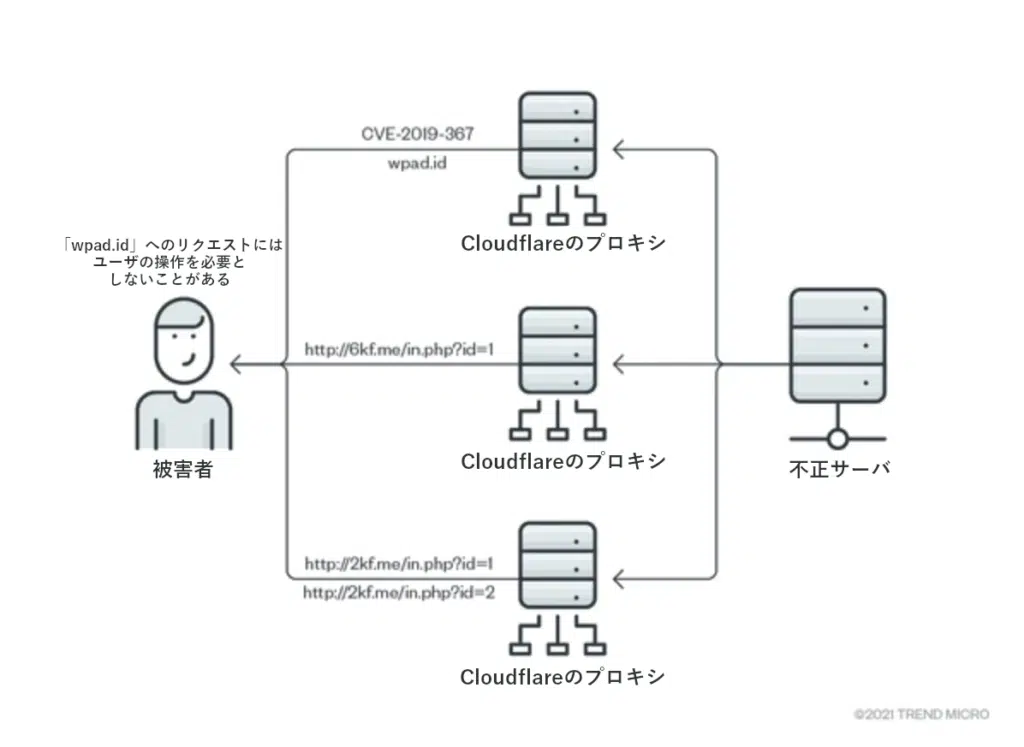 CVE-2019-367
wpad.id
Cloudflareのプロキシ
「wpad.id」へのリクエストには
ユーザの操作を必要と
しないことがある
http://6kf.me/in.php?id=1
被害者
Cloudflareのプロキシ
不正サーバ
http://2kf.me/in.php?id=1
http://2kf.me/in.php?id=2
Cloudflareのプロキシ
©2021 TREND MICRO